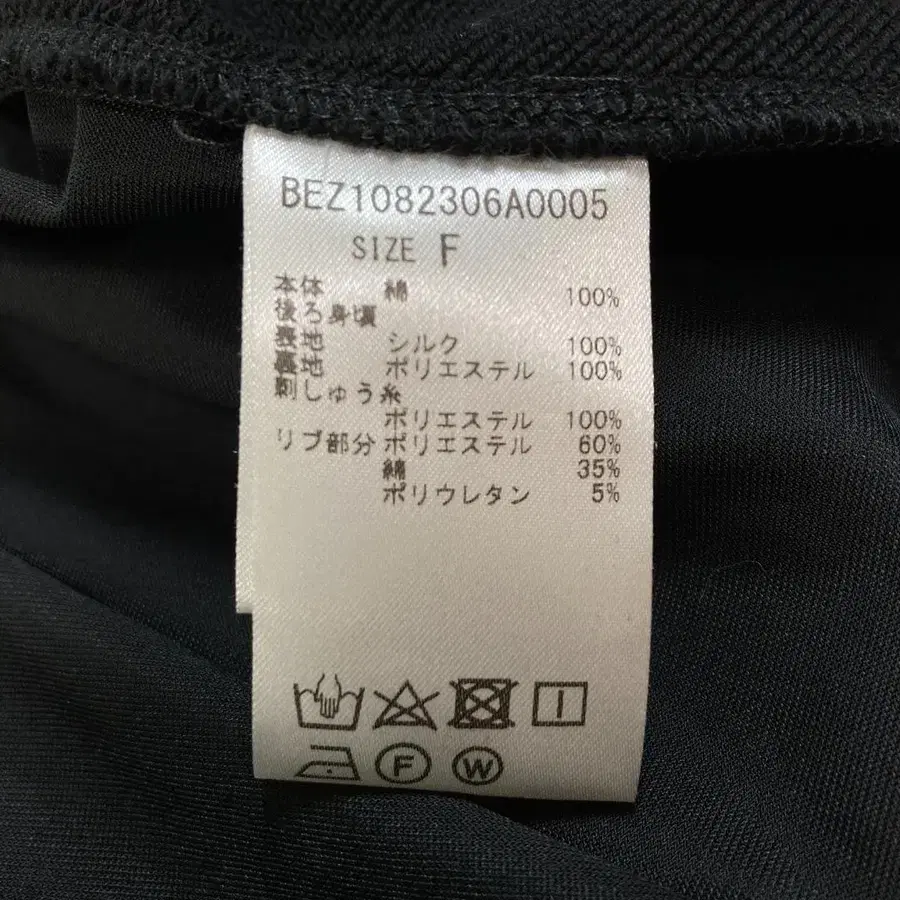 BEZ1082306A0005
SIZE F
本体 綿 100%
後ろ身頃
表地 シルク 100%
裏地 ポリエステル 100%
刺しゅう糸
ポリエステル 100%
リブ部分 ポリエステル 60%
綿 35%
ポリウレタン 5%
F W